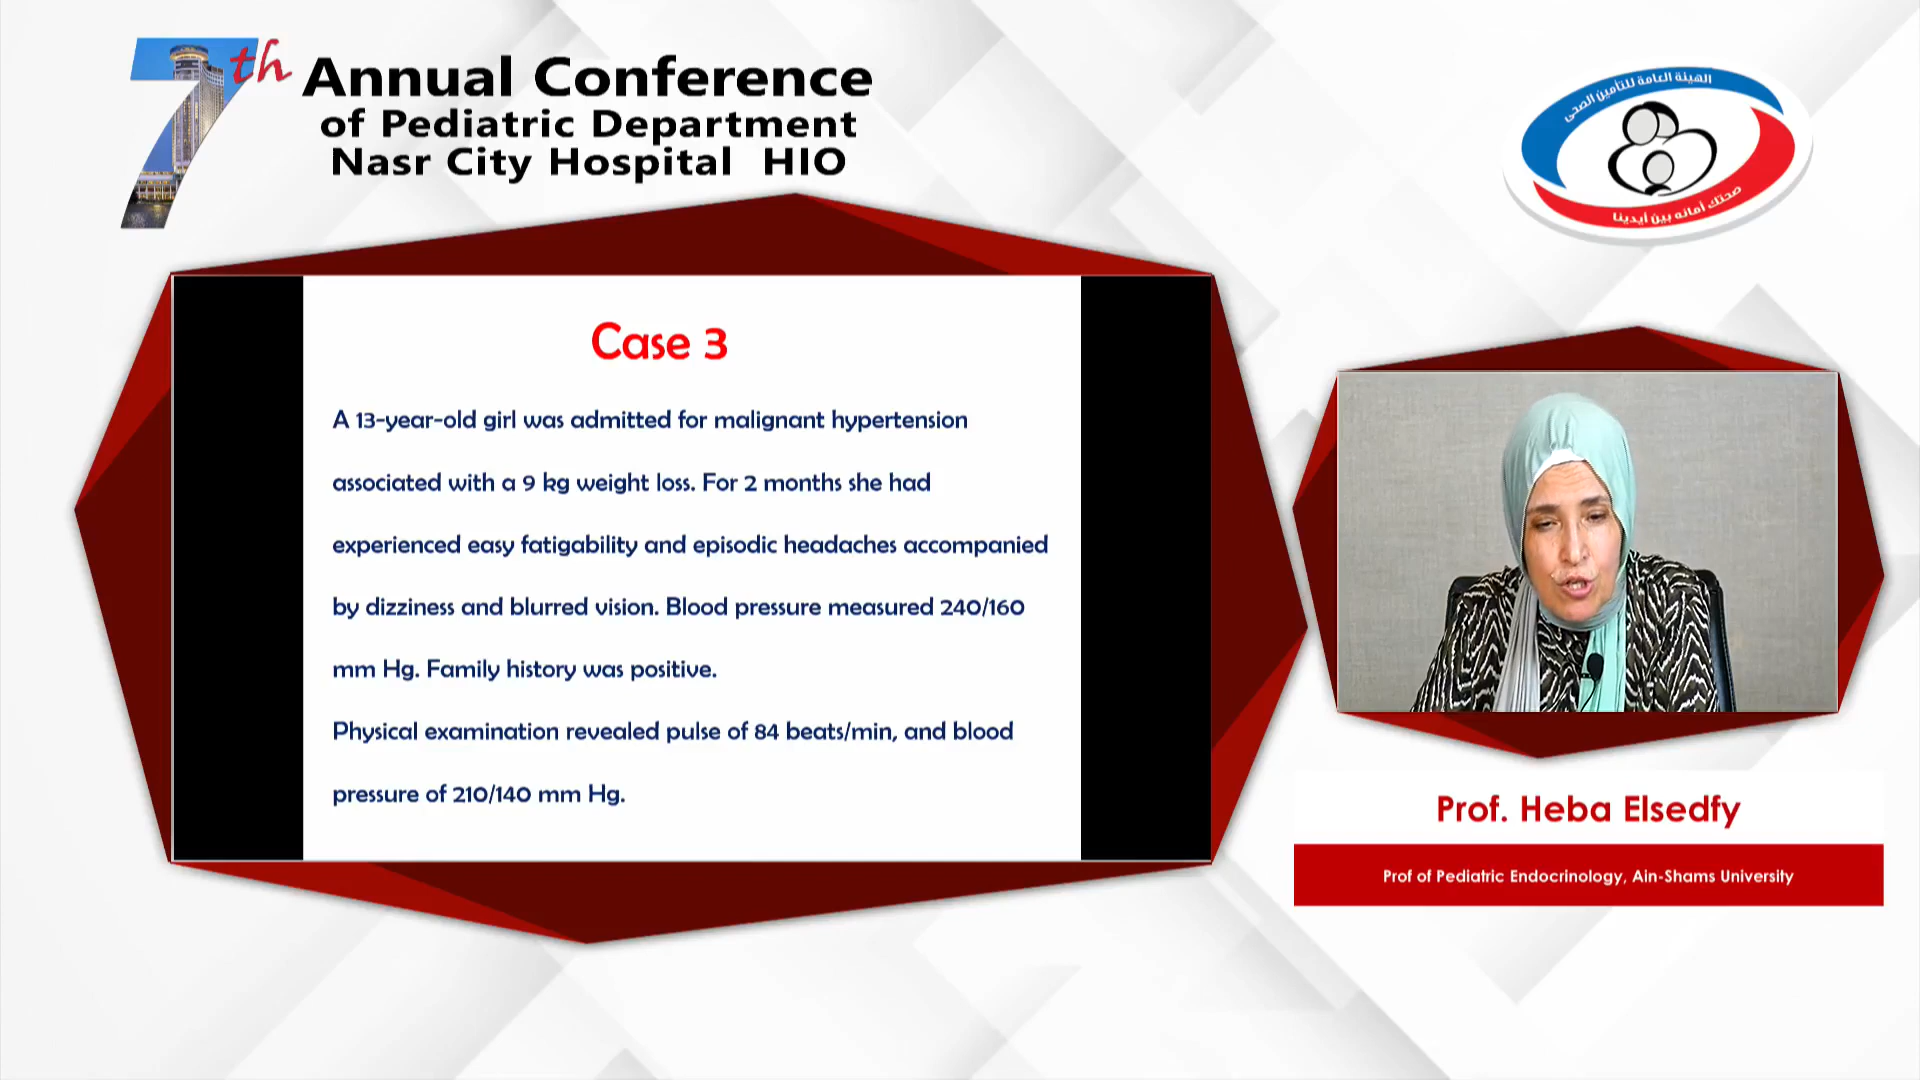 7th Annual Conference
of Pediatric Department
Nasr City Hospital HIO
الهيئة العامة للتأمين الصحى
صحتك أمانه بين أيدينا
Case 3
A 13-year-old girl was admitted for malignant hypertension
associated with a 9 kg weight loss. For 2 months she had
experienced easy fatigability and episodic headaches accompanied
by dizziness and blurred vision. Blood pressure measured 240/160
mm Hg. Family history was positive.
Physical examination revealed pulse of 84 beats/min, and blood
pressure of 210/140 mm Hg.
Prof. Heba Elsedfy
Prof of Pediatric Endocrinology, Ain-Shams University